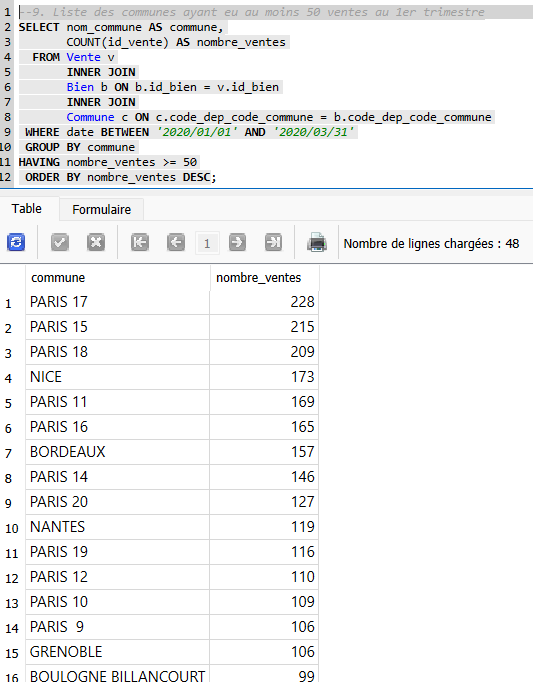 1 --9. Liste des communes ayant eu au moins 50 ventes au 1er trimestre
2 SELECT nom_commune AS commune,
3 COUNT(id_vente) AS nombre_ventes
4 FROM Vente v
5 INNER JOIN
6 Bien b ON b.id_bien = v.id_bien
7 INNER JOIN
8 Commune c ON c.code_dep_code_commune = b.code_dep_code_commune
9 WHERE date BETWEEN '2020/01/01' AND '2020/03/31'
10 GROUP BY commune
11 HAVING nombre_ventes >= 50
12 ORDER BY nombre_ventes DESC;
Table Formulaire
1 Nombre de lignes chargées : 48
commune nombre_ventes
1 PARIS 17 228
2 PARIS 15 215
3 PARIS 18 209
4 NICE 173
5 PARIS 11 169
6 PARIS 16 165
7 BORDEAUX 157
8 PARIS 14 146
9 PARIS 20 127
10 NANTES 119
11 PARIS 19 116
12 PARIS 12 110
13 PARIS 10 109
14 PARIS 9 106
15 GRENOBLE 106
16 BOULOGNE BILLANCOURT 99